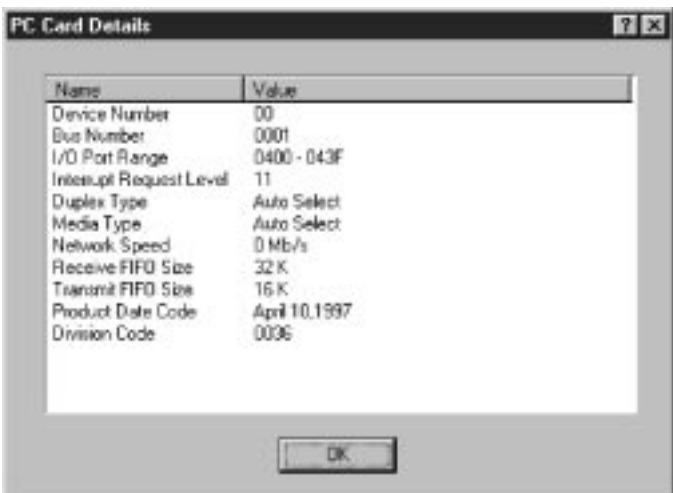 PC Card Details
Name Value
Device Number 00
Bus Number 0001
I/O Port Range 0400 - 043F
Interrupt Request Level 11
Duplex Type Auto Select
Media Type Auto Select
Network Speed 0 Mb/s
Receive FIFO Size 32 K
Transmit FIFO Size 16 K
Product Date Code April 10,1997
Division Code 0036
OK